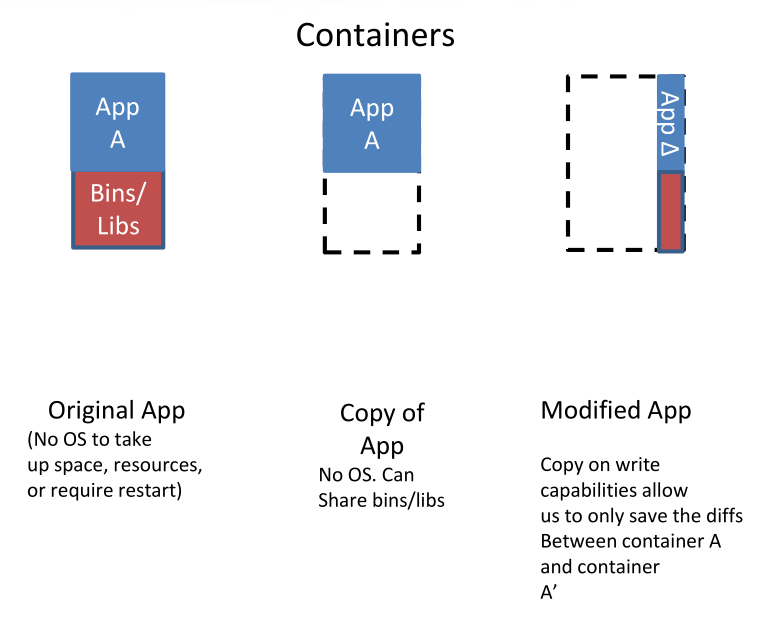 Containers
App
A
Bins/
Libs
App
A
App Δ
Original App
(No OS to take
up space, resources,
or require restart)
Copy of
App
No OS. Can
Share bins/libs
Modified App
Copy on write
capabilities allow
us to only save the diffs
Between container A
and container
A’